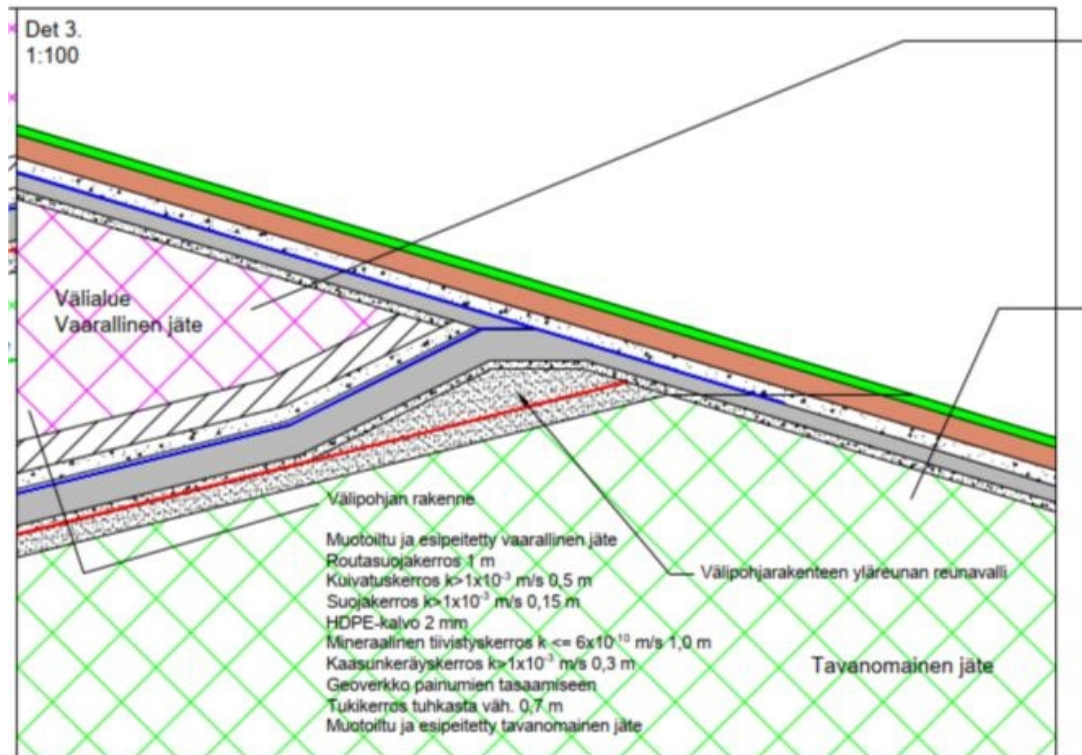 Det 3.
1:100
Välialue
Vaarallinen jäte
Välipohjan rakenne
Muotoiltu ja esipeitetty vaarallinen jäte
Routasuojakerros 1 m
Kuivatuskerros k>1x10⁻³ m/s 0,5 m
Suojakerros k>1x10⁻³ m/s 0,15 m
HDPE-kalvo 2 mm
Mineraalinen tiivistyskerros k <= 6x10⁻¹⁰ m/s 1,0 m
Kaasunkeräyskerros k>1x10⁻³ m/s 0,3 m
Geoverkko painumien tasaamiseen
Tukikerros tuhkasta väh. 0,7 m
Muotoiltu ja esipeitetty tavanomainen jäte
Välipohjarakenteen yläreunan reunavalli
Tavanomainen jäte